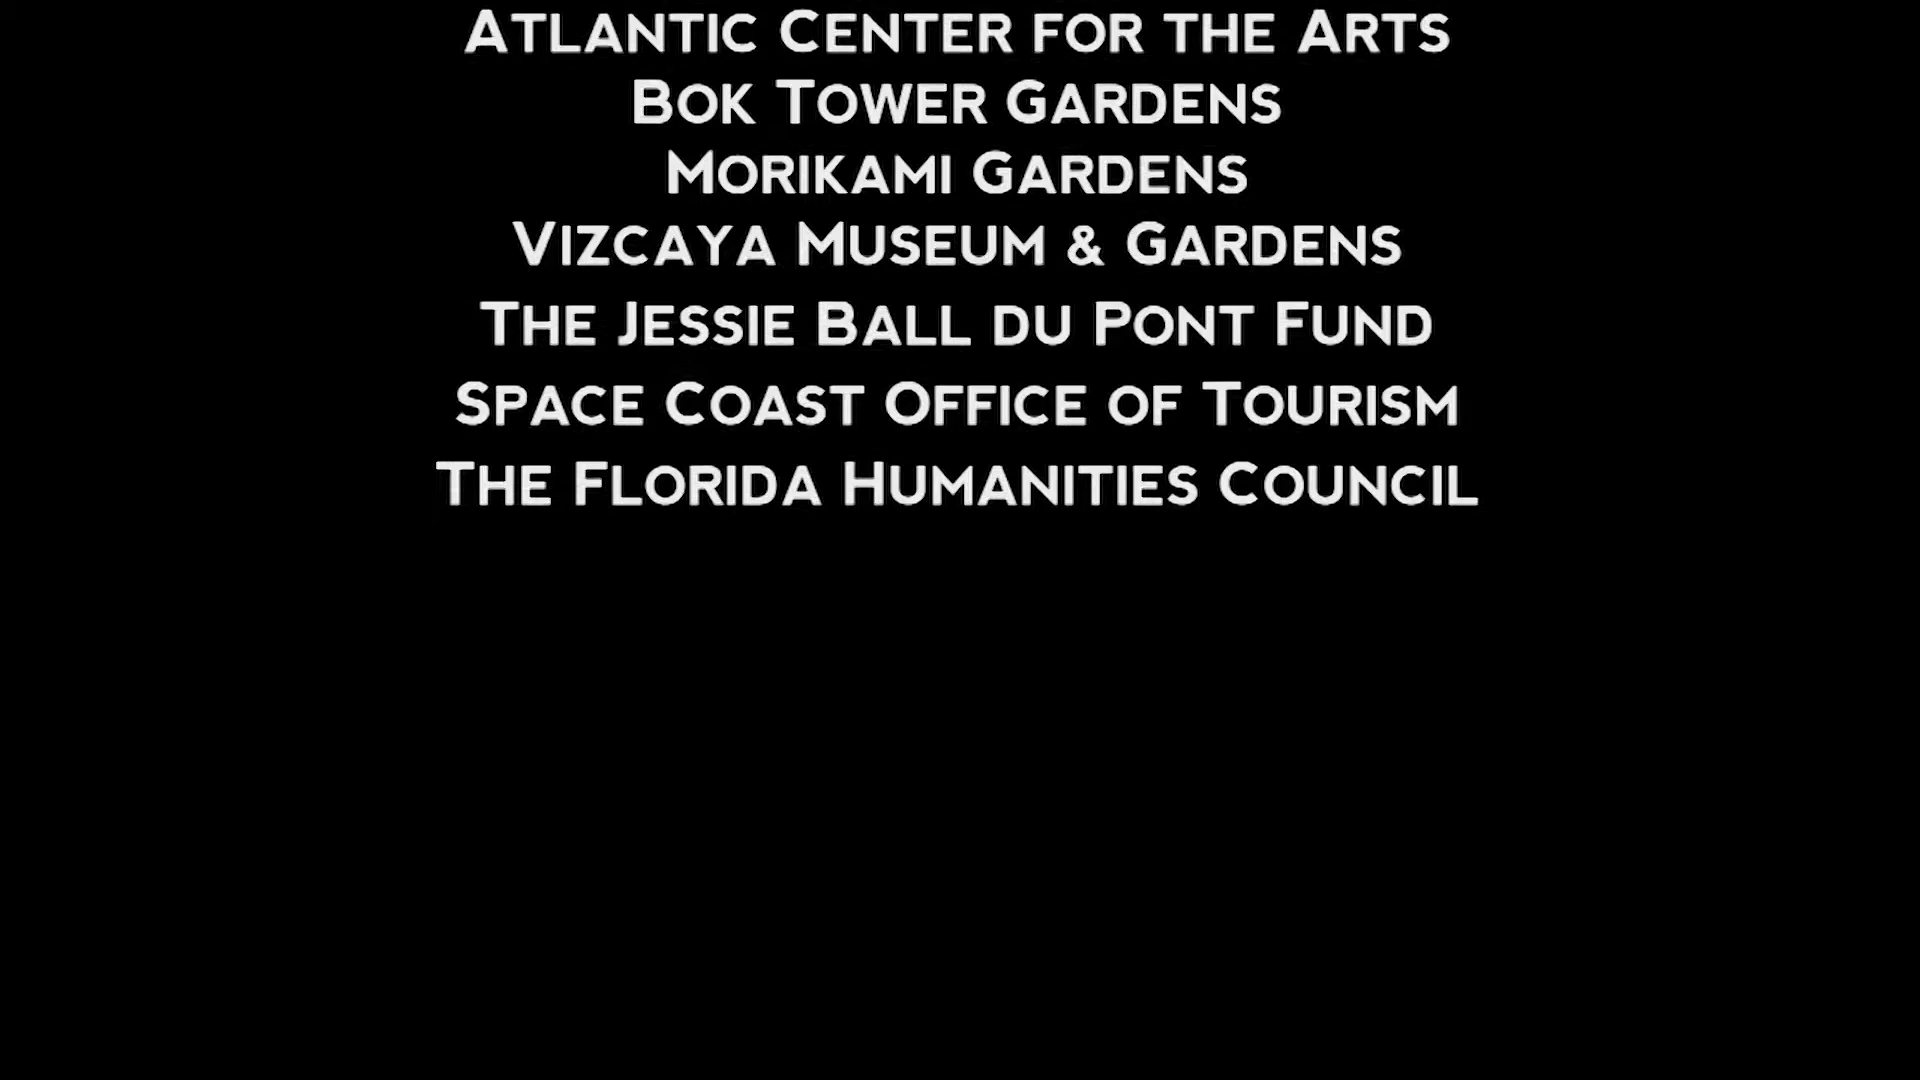 Atlantic Center for the Arts
Bok Tower Gardens
Morikami Gardens
Vizcaya Museum & Gardens
The Jessie Ball du Pont Fund
Space Coast Office of Tourism
The Florida Humanities Council